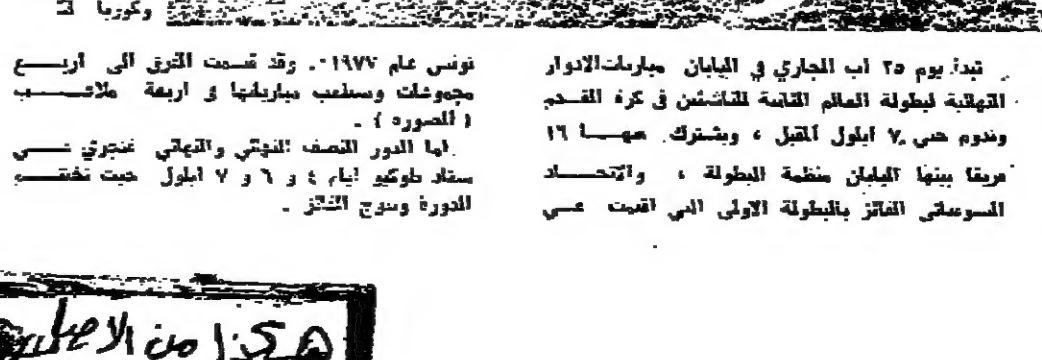 وكوريا
تبدأ يوم ٢٥ اب الجاري في اليابان مباريات الادوار
النهائية لبطولة العالم الثانية للناشئين في كرة القدم
وتدوم حتى ٧ ايلول المقبل ، ويشترك فيها ١٦
فريقا بينها اليابان منظمة البطولة ، والاتحاد
السوفياتي الفائز بالبطولة الاولى التي اقيمت في
تونس عام ١٩٧٧. وقد قسمت الفرق الى اربع
مجموعات وستلعب مبارياتها في اربعة ملاعب
( الصورة ) .
اما الدور النصف النهائي والنهائي فتجري في
ستاد طوكيو ايام ٤ و ٦ و ٧ ايلول حيث تختتم
الدورة ويتوج الفائز .
هكذا من الاصل